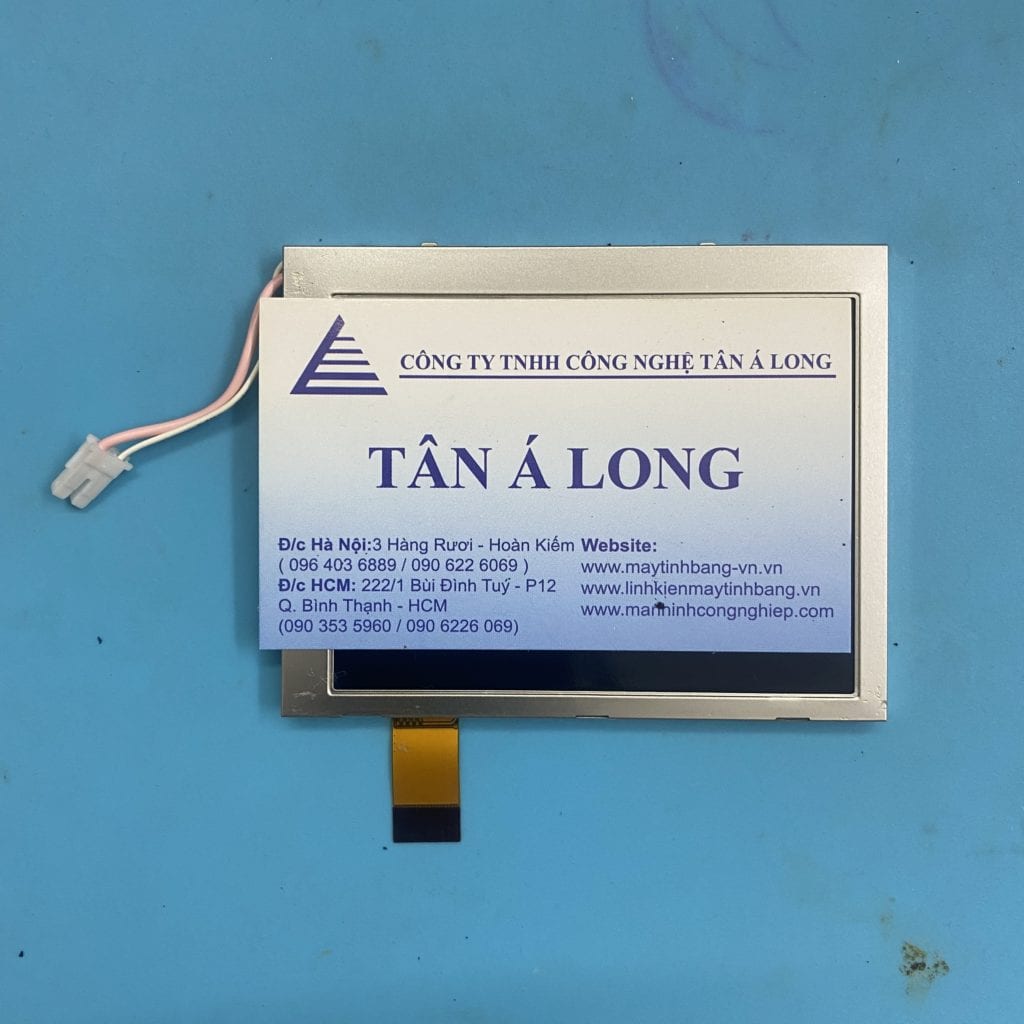 CÔNG TY TNHH CÔNG NGHỆ TÂN Á LONG
TÂN Á LONG
Đ/c Hà Nội:3 Hàng Rươi - Hoàn Kiếm
( 096 403 6889 / 090 622 6069 )
Đ/c HCM: 222/1 Bùi Đình Tuý - P12
Q. Bình Thạnh - HCM
(090 353 5960 / 090 6226 069)
Website:
www.maytinhbang-vn.vn
www.linhkienmaytinhbang.vn
www.manhinhcongnghiep.com